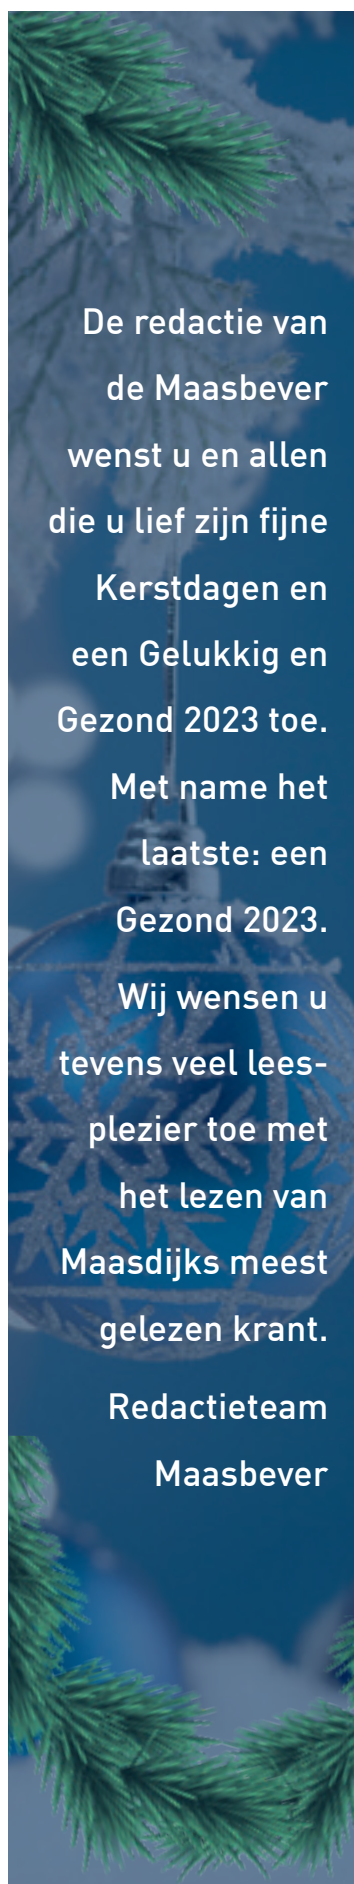 De redactie van
de Maasbever
wenst u en allen
die u lief zijn fijne
Kerstdagen en
een Gelukkig en
Gezond 2023 toe.
Met name het
laatste: een
Gezond 2023.
Wij wensen u
tevens veel lees-
plezier toe met
het lezen van
Maasdijks meest
gelezen krant.
Redactieteam
Maasbever